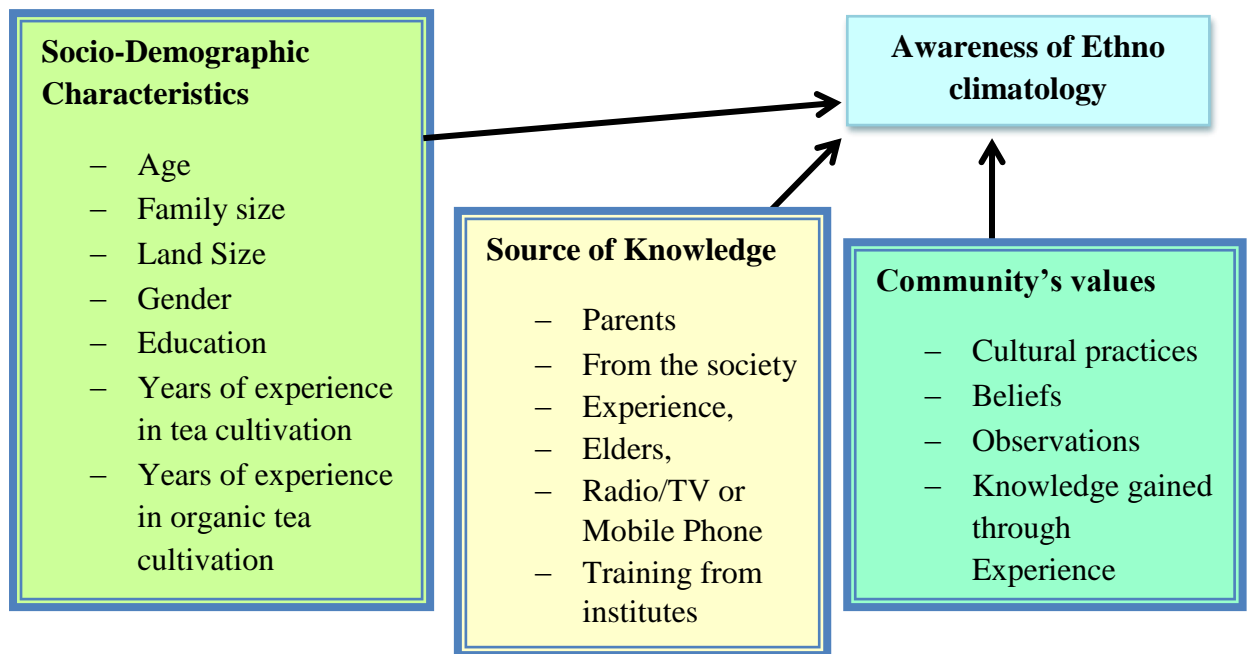 Socio-Demographic
Characteristics
– Age
– Family size
– Land Size
– Gender
– Education
– Years of experience
in tea cultivation
– Years of experience
in organic tea
cultivation
Source of Knowledge
– Parents
– From the society
– Experience,
– Elders,
– Radio/TV or
Mobile Phone
– Training from
institutes
Awareness of Ethno
climatology
Community’s values
– Cultural practices
– Beliefs
– Observations
– Knowledge gained
through
Experience